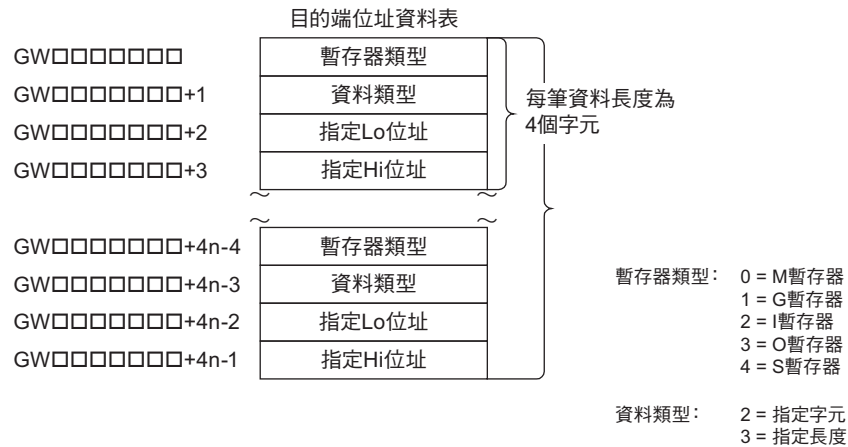 目的端位址資料表
GW□□□□□□□ 暫存器類型
GW□□□□□□□+1 資料類型
GW□□□□□□□+2 指定Lo位址
GW□□□□□□□+3 指定Hi位址
每筆資料長度為
4個字元
GW□□□□□□□+4n-4 暫存器類型
GW□□□□□□□+4n-3 資料類型
GW□□□□□□□+4n-2 指定Lo位址
GW□□□□□□□+4n-1 指定Hi位址
暫存器類型： 0 = M暫存器
1 = G暫存器
2 = I暫存器
3 = O暫存器
4 = S暫存器
資料類型： 2 = 指定字元
3 = 指定長度